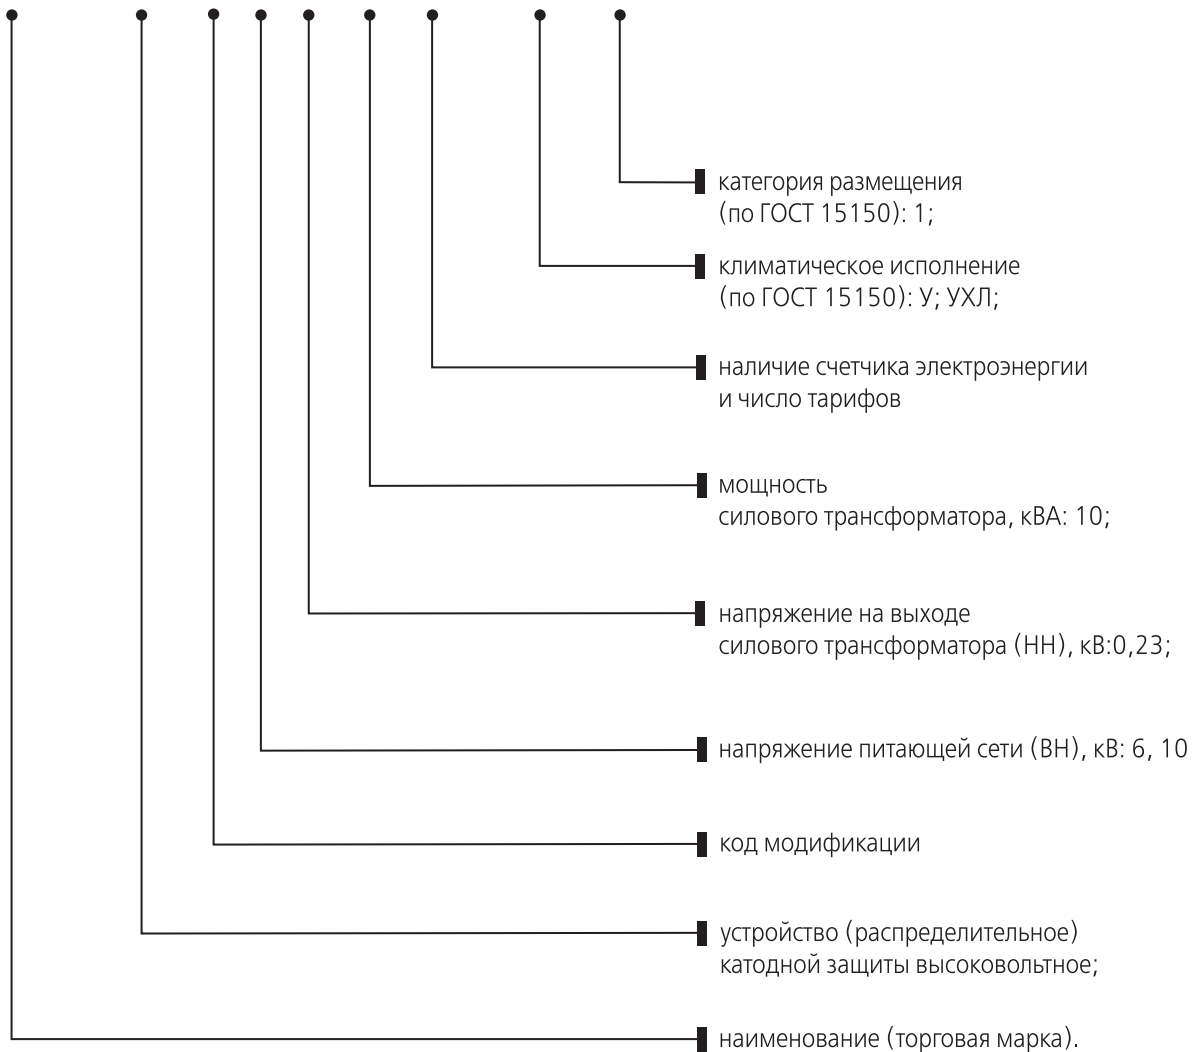 категория размещения
(по ГОСТ 15150): 1;
климатическое исполнение
(по ГОСТ 15150): У; УХЛ;
наличие счетчика электроэнергии
и число тарифов
мощность
силового трансформатора, кВА: 10;
напряжение на выходе
силового трансформатора (НН), кВ:0,23;
напряжение питающей сети (ВН), кВ: 6, 10
код модификации
устройство (распределительное)
катодной защиты высоковольтное;
наименование (торговая марка).